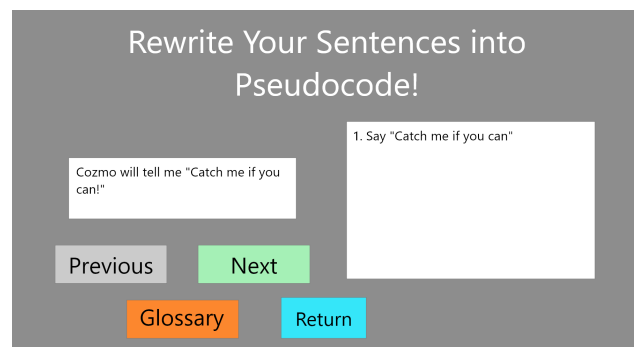 Rewrite Your Sentences into
Pseudocode!
Cozmo will tell me "Catch me if you
can!"
1. Say "Catch me if you can"
Previous
Next
Glossary
Return